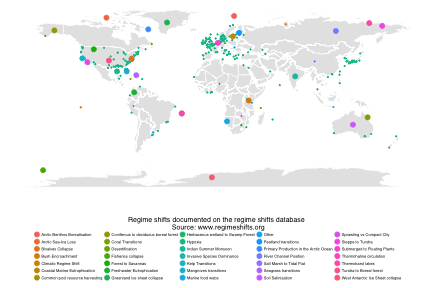 Regime shifts documented on the regime shifts database
Source: www.regimeshifts.org
Arctic Benthos Borealisation
Arctic Sea-Ice Loss
Bivalves Collapse
Bush Encroachment
Climatic Regime Shift
Coastal Marine Eutrophication
Common pool resource harvesting
Coniferous to deciduous boreal forest
Coral Transitions
Desertification
Fisheries collapse
Forest to Savannas
Freshwater Eutrophication
Greenland ice sheet collapse
Herbaceous wetland to Swamp Forest
Hypoxia
Indian Summer Monsoon
Invasive Species Dominance
Kelp Transitions
Mangroves transitions
Marine food webs
Other
Peatland transitions
Primary Production in the Arctic Ocean
River Channel Position
Salt Marsh to Tidal Flat
Seagrass transitions
Soil Salinization
Sprawling vs Compact City
Steppe to Tundra
Submerged to Floating Plants
Thermohaline circulation
Thermokarst lakes
Tundra to Boreal forest
West Antarctic Ice Sheet collapse